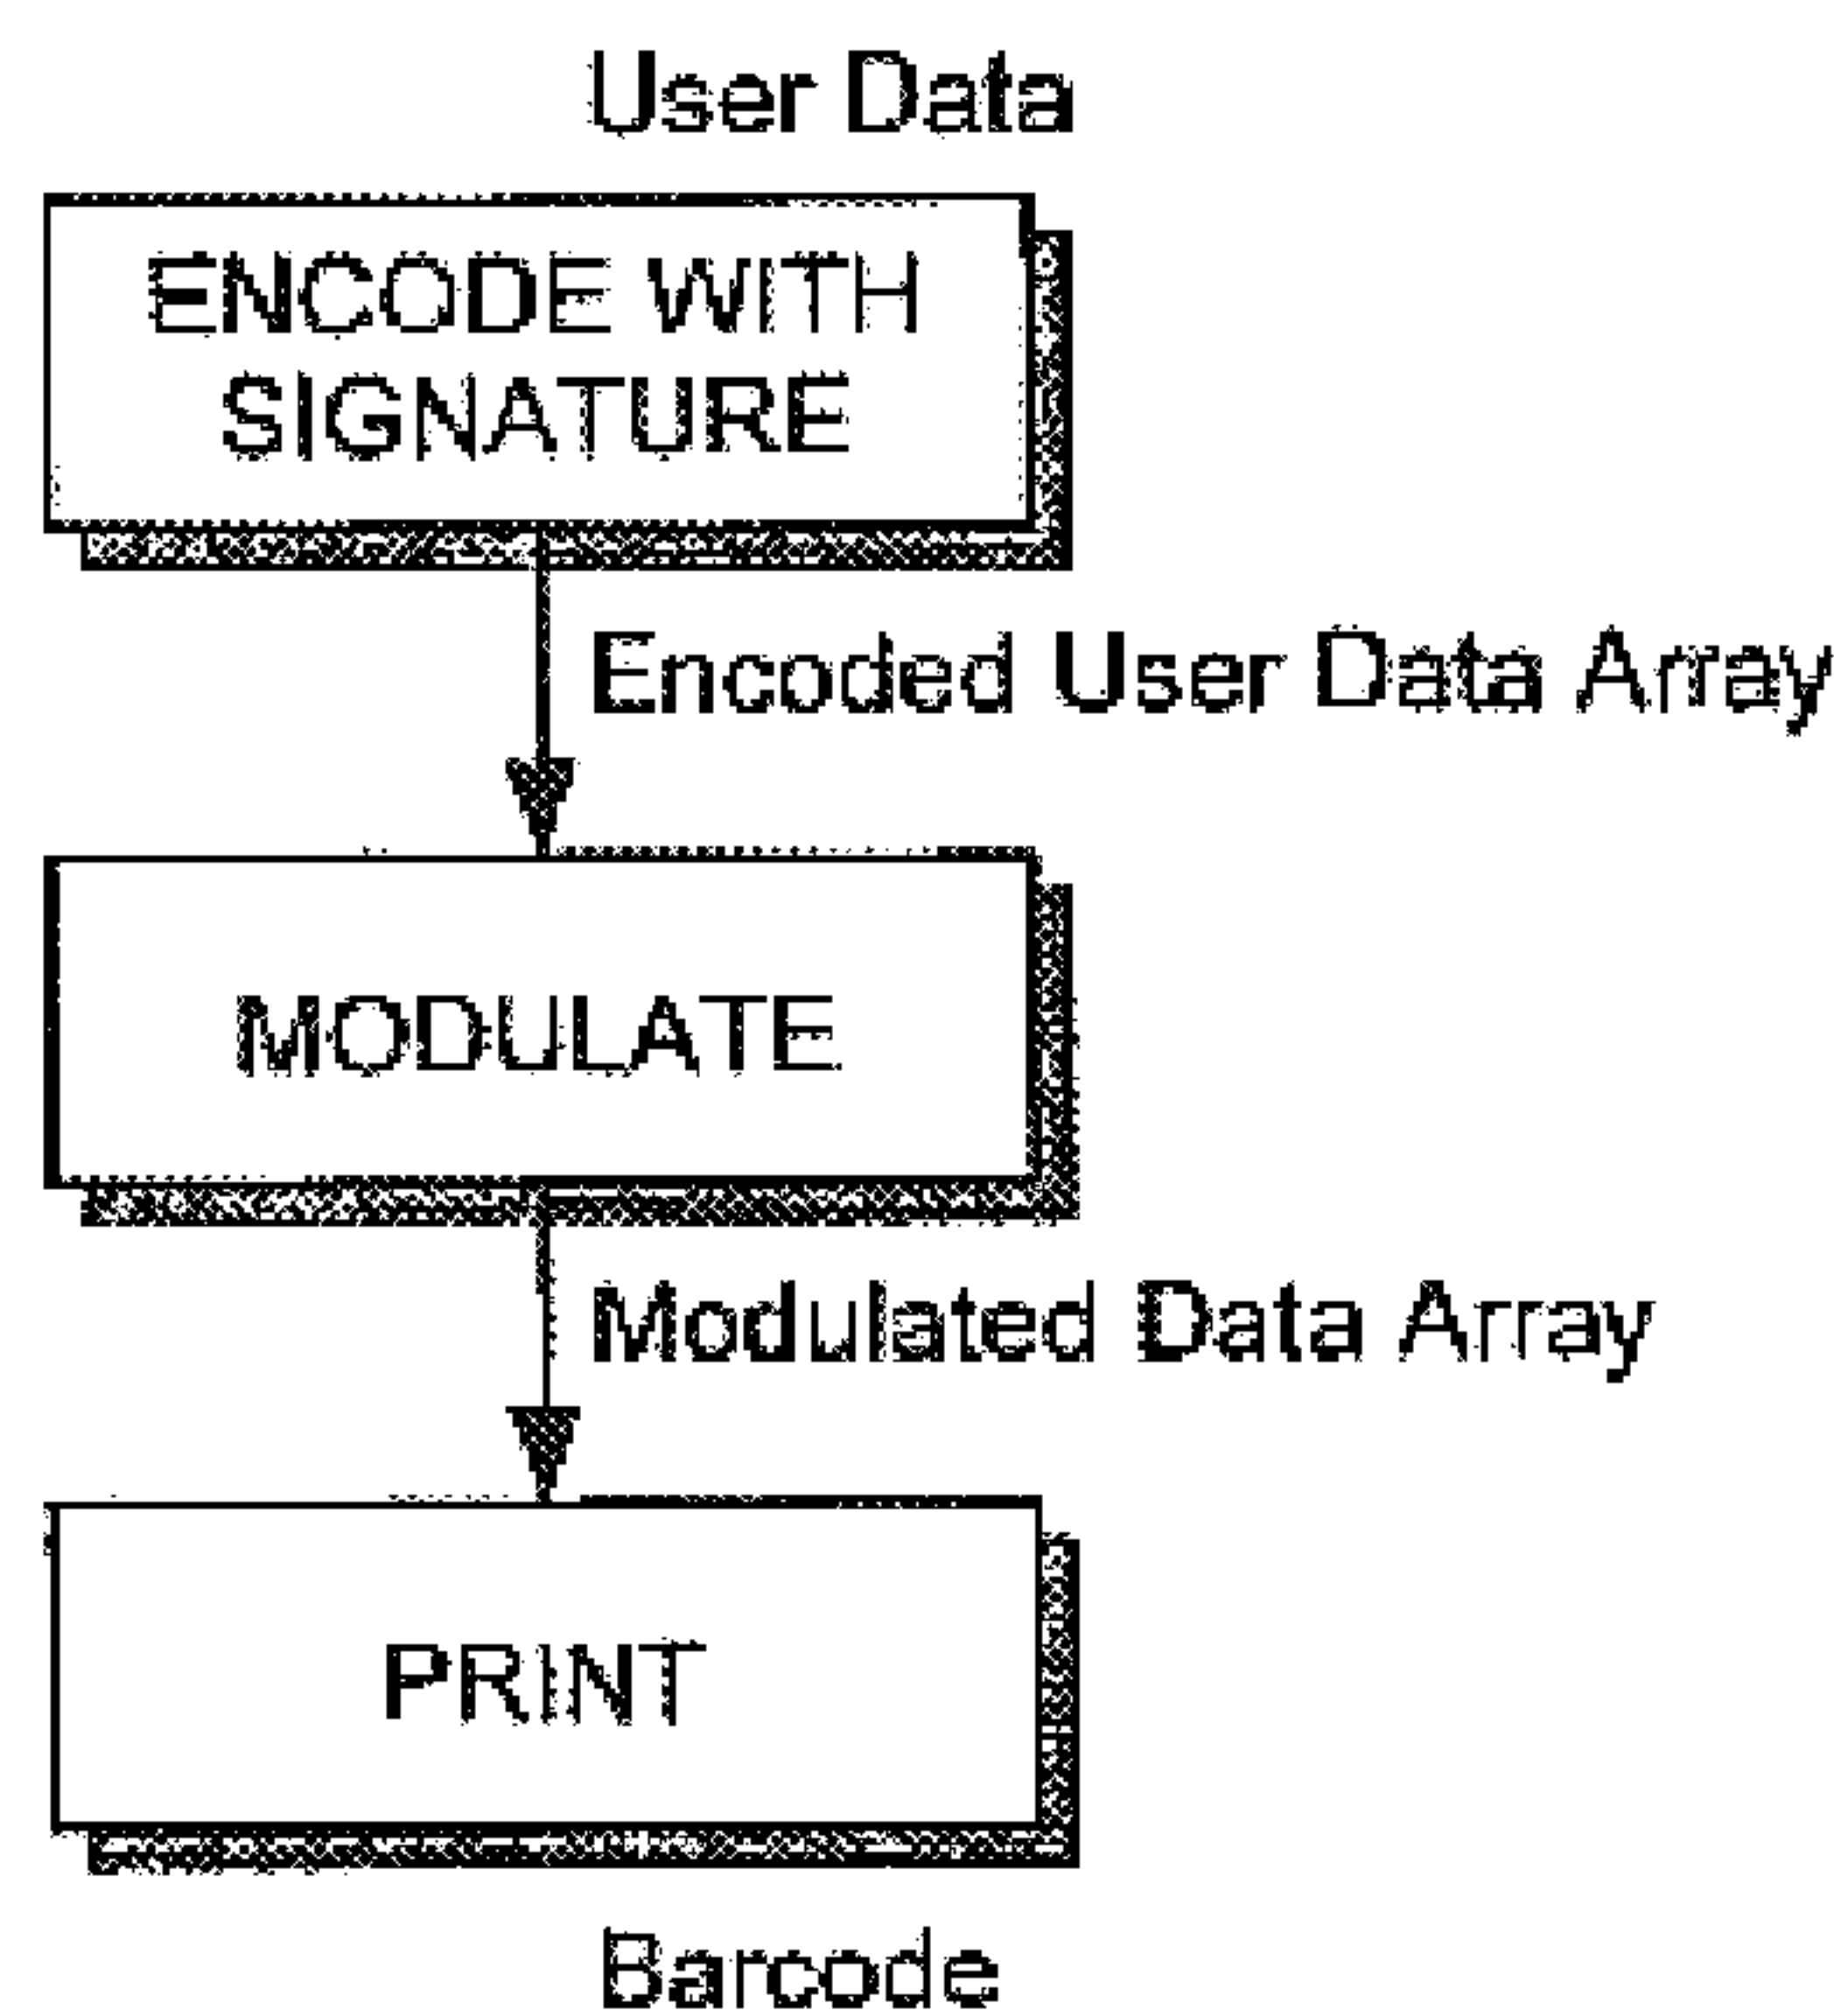 User Data
ENCODE WITH
SIGNATURE
Encoded User Data Array
MODULATE
Modulated Data Array
PRINT
Barcode